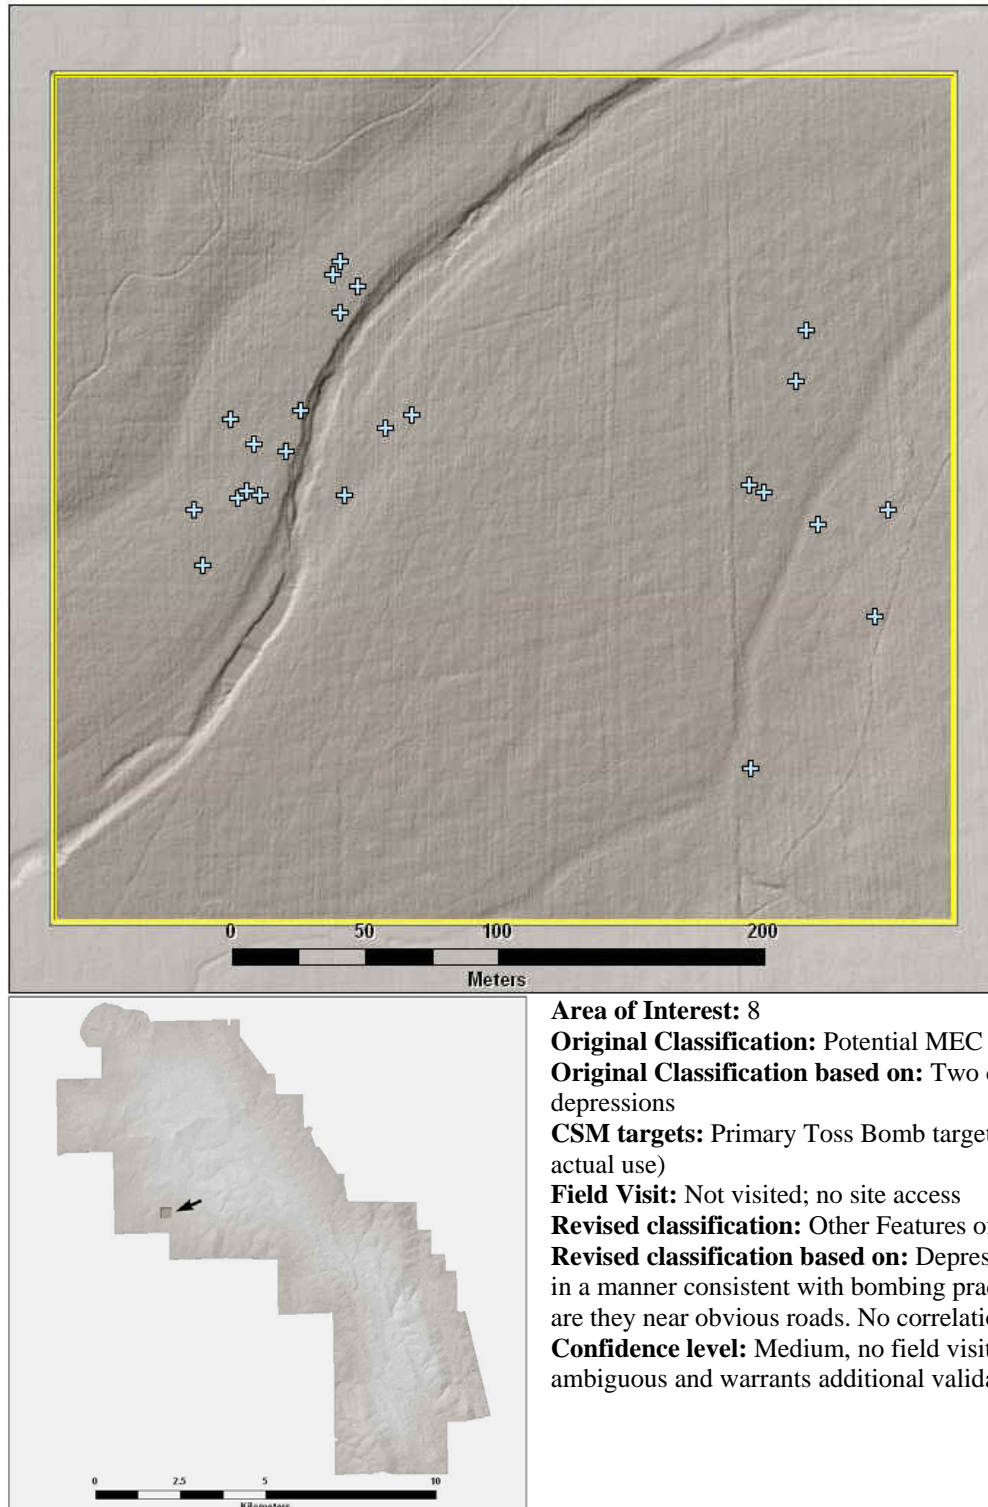 0 50 100 200
Meters
Area of Interest: 8
Original Classification: Potential MEC
Original Classification based on: Two
depressions
CSM targets: Primary Toss Bomb target
actual use)
Field Visit: Not visited; no site access
Revised classification: Other Features
Revised classification based on: Depres
in a manner consistent with bombing prac
are they near obvious roads. No correlatio
Confidence level: Medium, no field visit
ambiguous and warrants additional valida
0 2.5 5 10
Kilometers